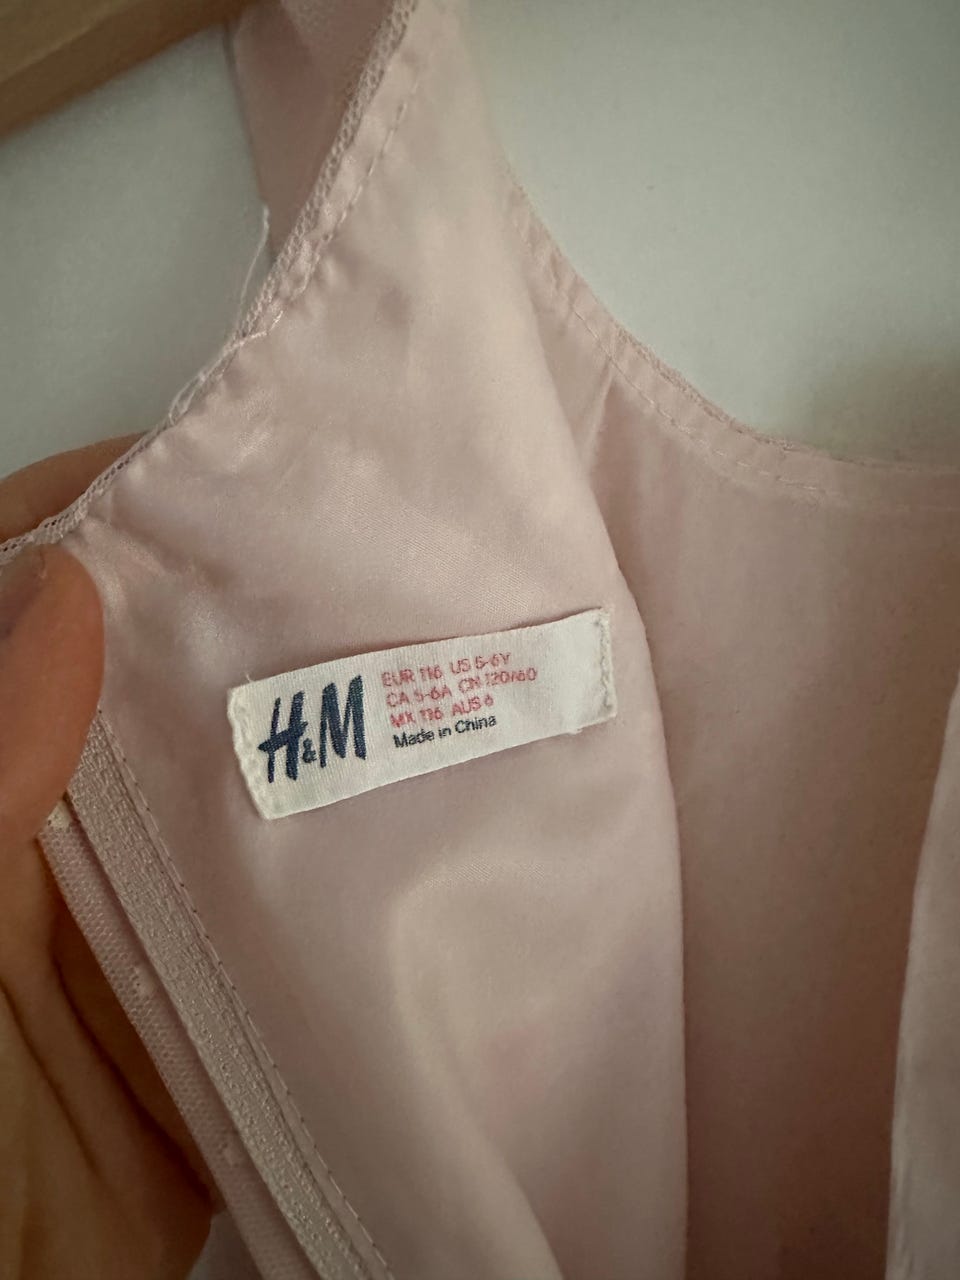 H&M
EUR 116 US 5-6Y
CA 5-6A CN 120/60
MX 116 AUS 6
Made in China